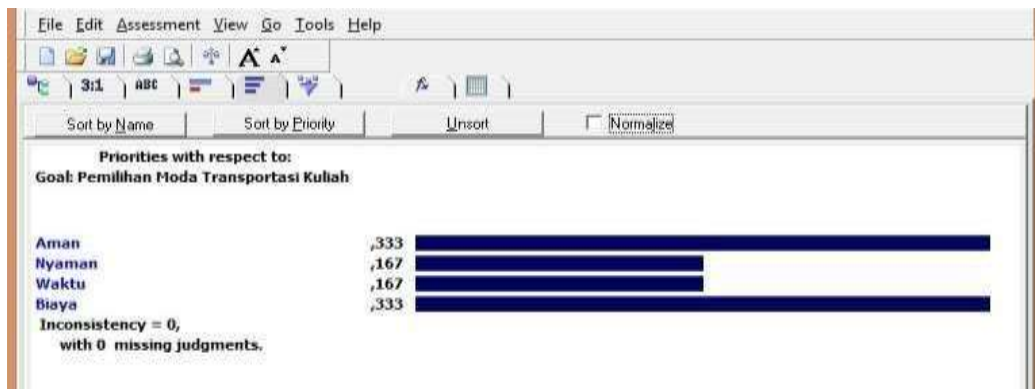 File Edit Assessment View Go Tools Help
A A
3:1 ABC fx
Sort by Name Sort by Priority Unsort Normalize
Priorities with respect to:
Goal: Pemilihan Moda Transportasi Kuliah
Aman ,333
Nyaman ,167
Waktu ,167
Biaya ,333
Inconsistency = 0,
with 0 missing judgments.